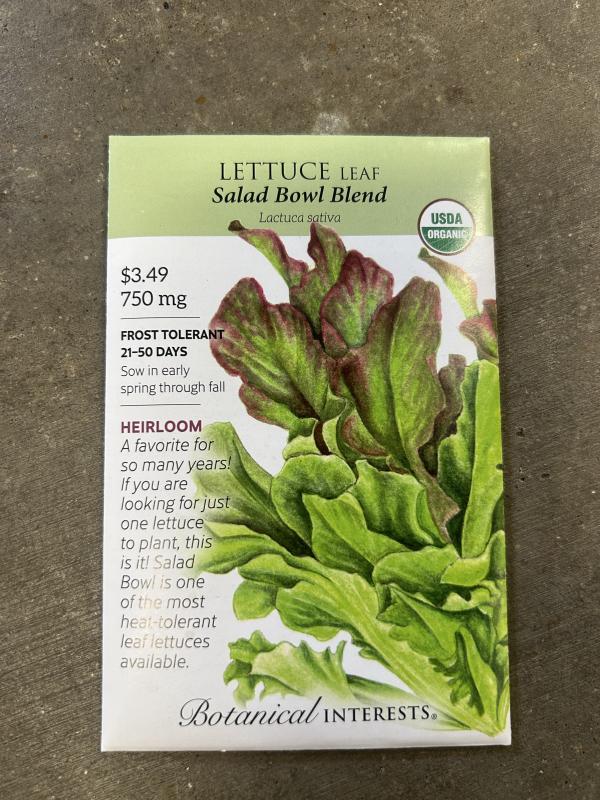 LETTUCE LEAF
Salad Bowl Blend
Lactuca sativa
USDA
ORGANIC
$3.49
750 mg
FROST TOLERANT
21–50 DAYS
Sow in early
spring through fall
HEIRLOOM
A favorite for
so many years!
If you are
looking for just
one lettuce
to plant, this
is it! Salad
Bowl is one
of the most
heat-tolerant
leaf lettuces
available.
Botanical INTERESTS®